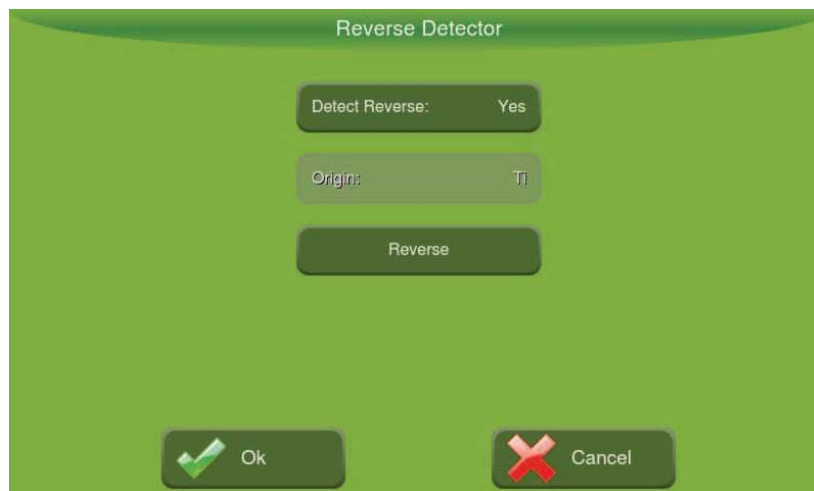 Reverse Detector
Detect Reverse: Yes
Origin: TI
Reverse
Ok Cancel